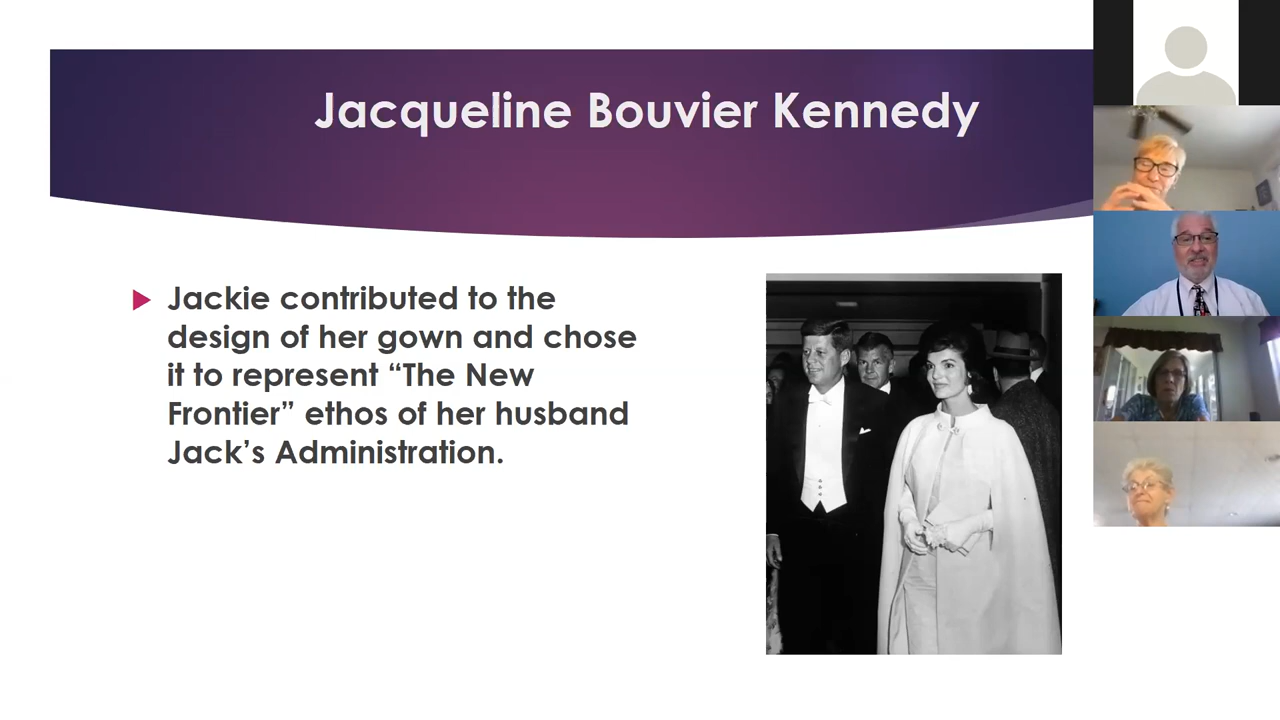 Jacqueline Bouvier Kennedy
Jackie contributed to the
design of her gown and chose
it to represent “The New
Frontier” ethos of her husband
Jack’s Administration.